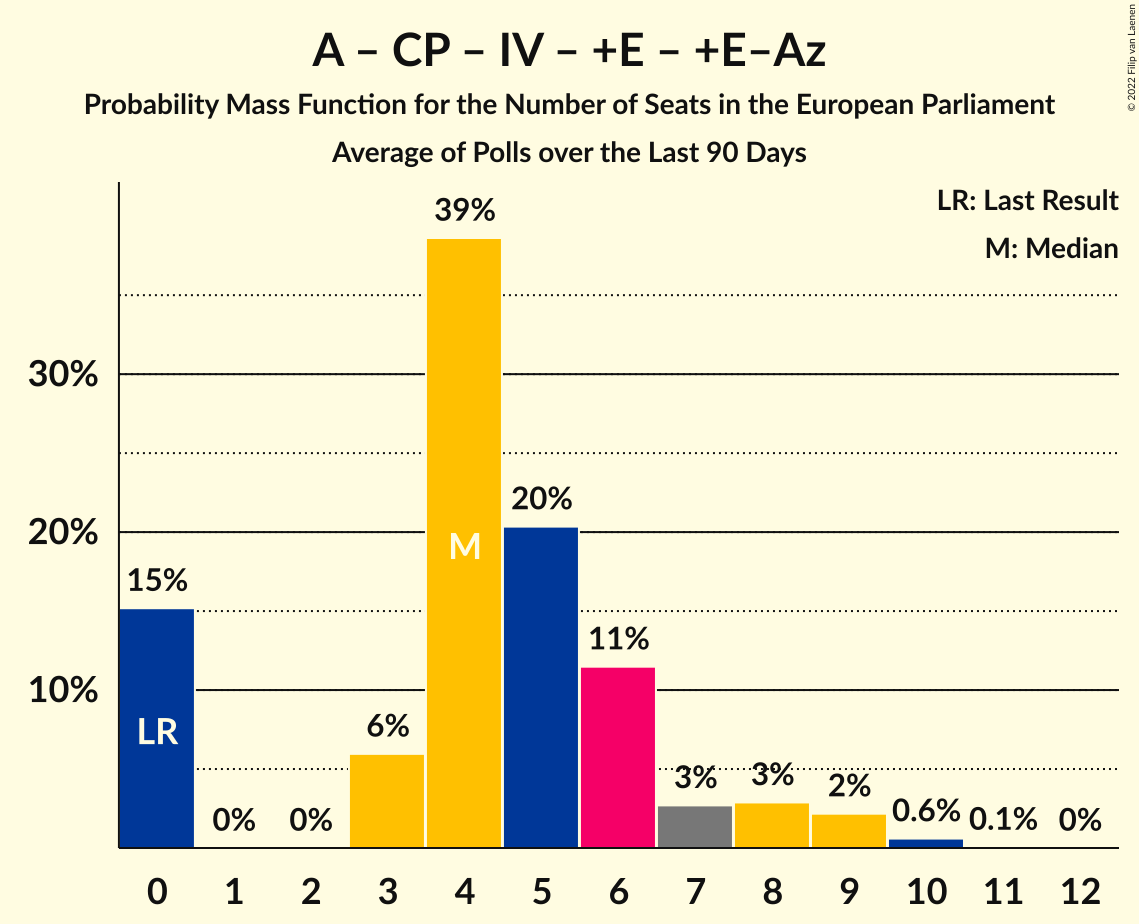 A – CP – IV – +E – +E–Az
Probability Mass Function for the Number of Seats in the European Parliament
Average of Polls over the Last 90 Days
© 2022 Filip van Laenen
LR: Last Result
M: Median
39%
30%
20%
M
20%
15%
11%
10%
LR
6%
3%
3%
2%
0%
0%
0.6%
0.1%
0%
0 1 2 3 4 5 6 7 8 9 10 11 12